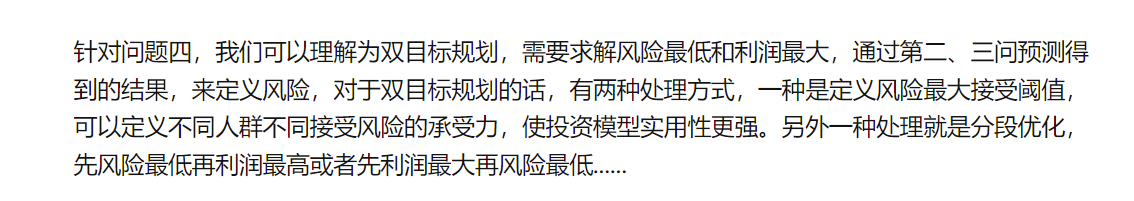 针对问题四，我们可以理解为双目标规划，需要求解风险最低和利润最大，通过第二、三问预测得
到的结果，来定义风险，对于双目标规划的话，有两种处理方式，一种是定义风险最大接受阈值，
可以定义不同人群不同接受风险的承受力，使投资模型实用性更强。另外一种处理就是分段优化，
先风险最低再利润最高或者先利润最大再风险最低......